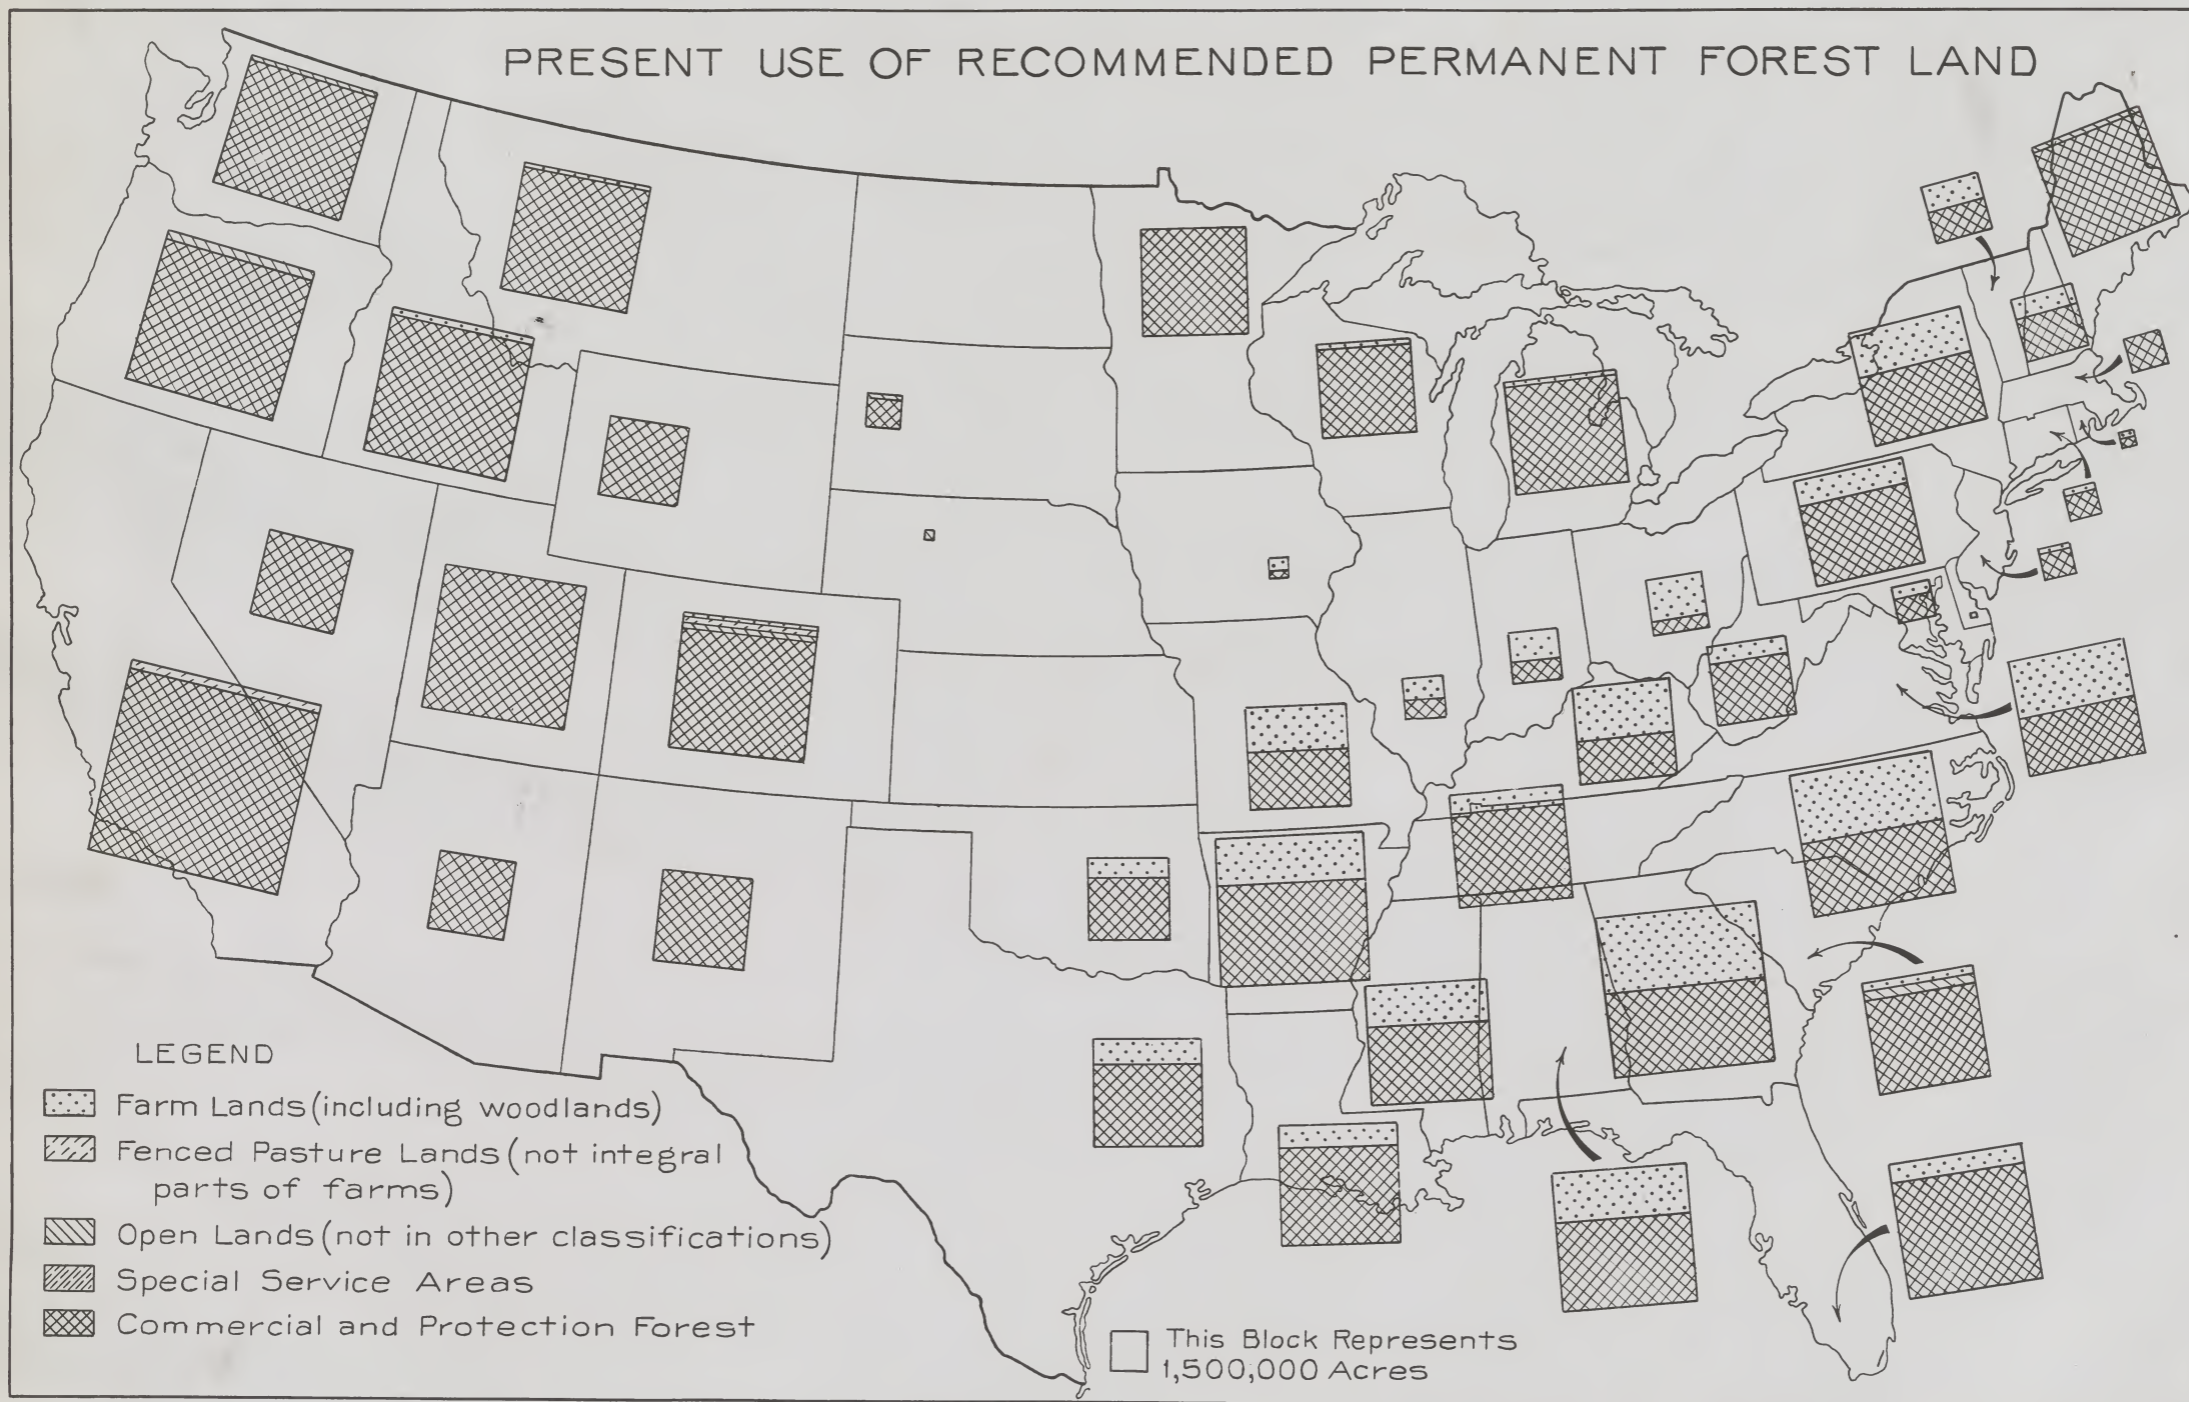 PRESENT USE OF RECOMMENDED PERMANENT FOREST LAND
LEGEND
Farm Lands (including woodlands)
Fenced Pasture Lands (not integral
parts of farms)
Open Lands (not in other classifications)
Special Service Areas
Commercial and Protection Forest
This Block Represents
1,500,000 Acres